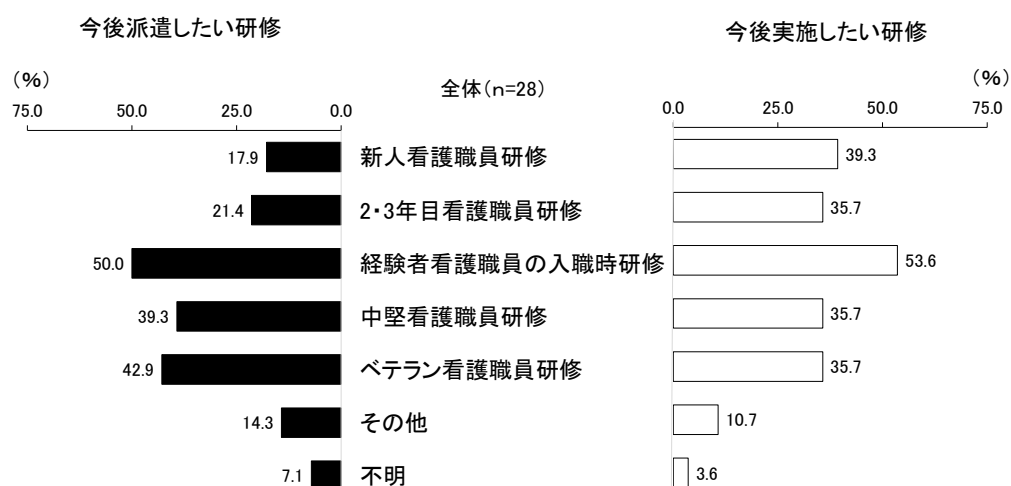 今後派遣したい研修
今後実施したい研修
（%）
全体（n=28）
（%）
75.0 50.0 25.0 0.0
0.0 25.0 50.0 75.0
17.9 新人看護職員研修 39.3
21.4 2・3年目看護職員研修 35.7
50.0 経験者看護職員の入職時研修 53.6
39.3 中堅看護職員研修 35.7
42.9 ベテラン看護職員研修 35.7
14.3 その他 10.7
7.1 不明 3.6